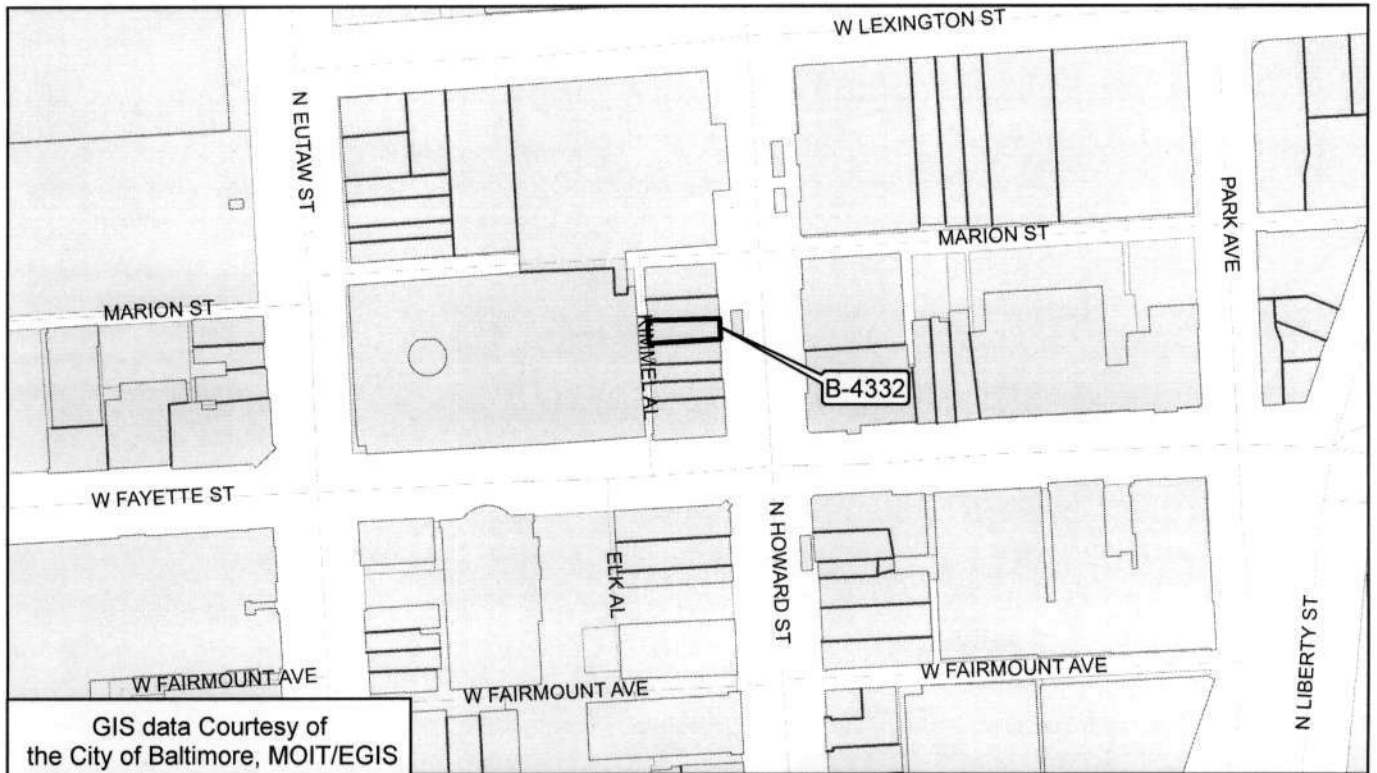 W LEXINGTON ST
N EUTAW ST
PARK AVE
MARION ST
MARION ST
KIMMEL AL
B-4332
W FAYETTE ST
N HOWARD ST
ELK AL
N LIBERTY ST
W FAIRMOUNT AVE
W FAIRMOUNT AVE
W FAIRMOUNT AVE
GIS data Courtesy of
the City of Baltimore, MOIT/EGIS